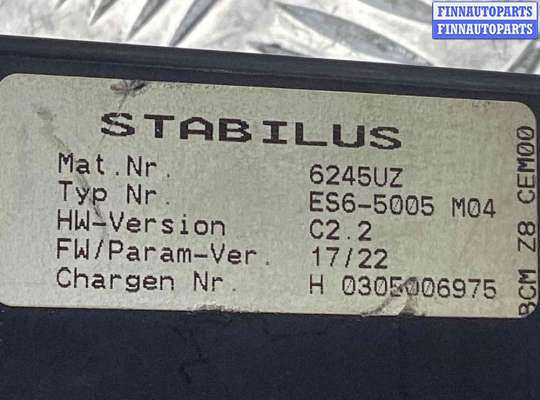 FINNAUTOPARTS
FINNAUTOPARTS
STABILUS
Mat.Nr. 6245UZ
Typ Nr. ES6-5005 M04
HW-Version C2.2
FW/Param-Ver. 17/22
Chargen Nr. H 0305006975
BCM Z8 CEM00